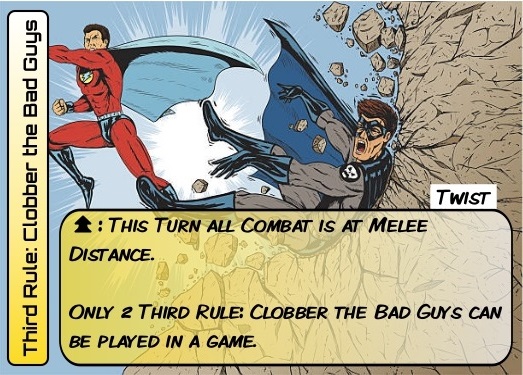 Third Rule: Clobber the Bad Guys
Twist
: This Turn all Combat is at Melee
Distance.
Only 2 Third Rule: Clobber the Bad Guys can
be played in a game.